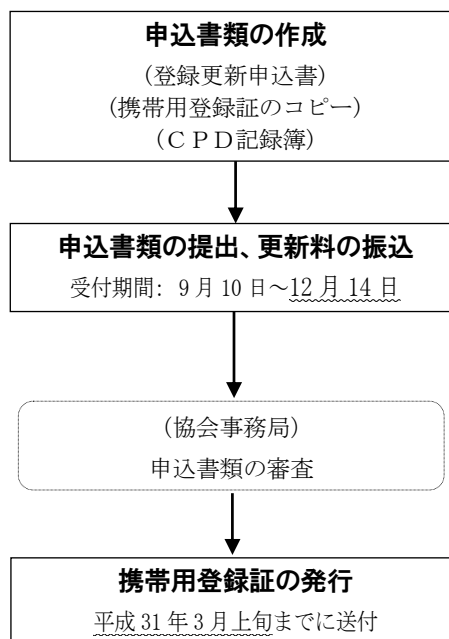 申込書類の作成
(登録更新申込書)
(携帯用登録証のコピー)
(ＣＰＤ記録簿)
申込書類の提出、更新料の振込
受付期間: 9月10日～12月14日
(協会事務局)
申込書類の審査
携帯用登録証の発行
平成31年3月上旬までに送付